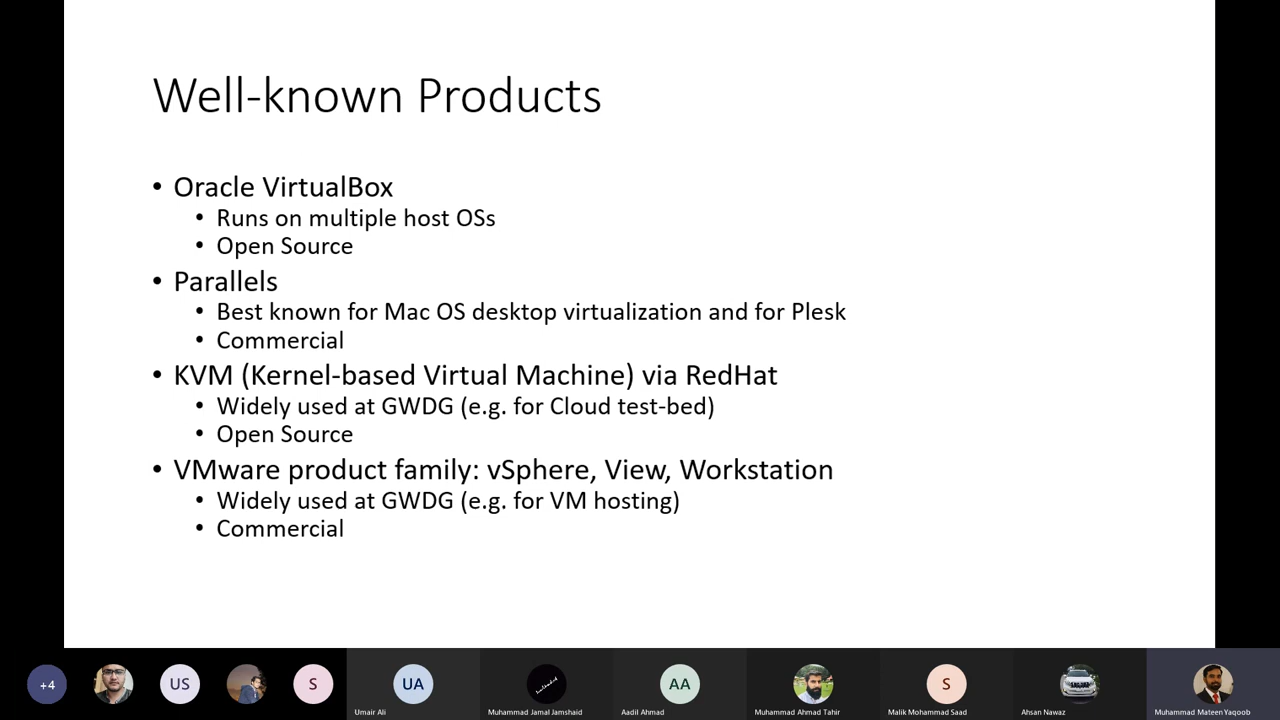 Well-known Products
• Oracle VirtualBox
• Runs on multiple host OSs
• Open Source
• Parallels
• Best known for Mac OS desktop virtualization and for Plesk
• Commercial
• KVM (Kernel-based Virtual Machine) via RedHat
• Widely used at GWDG (e.g. for Cloud test-bed)
• Open Source
• VMware product family: vSphere, View, Workstation
• Widely used at GWDG (e.g. for VM hosting)
• Commercial
+4
US
S
UA
AA
S
Umair Ali
Muhammad Jamal Jamshaid
Aadil Ahmad
Muhammad Ahmad Tahir
Malik Mohammad Saad
Ahsan Nawaz
Muhammad Mateen Yaqoob